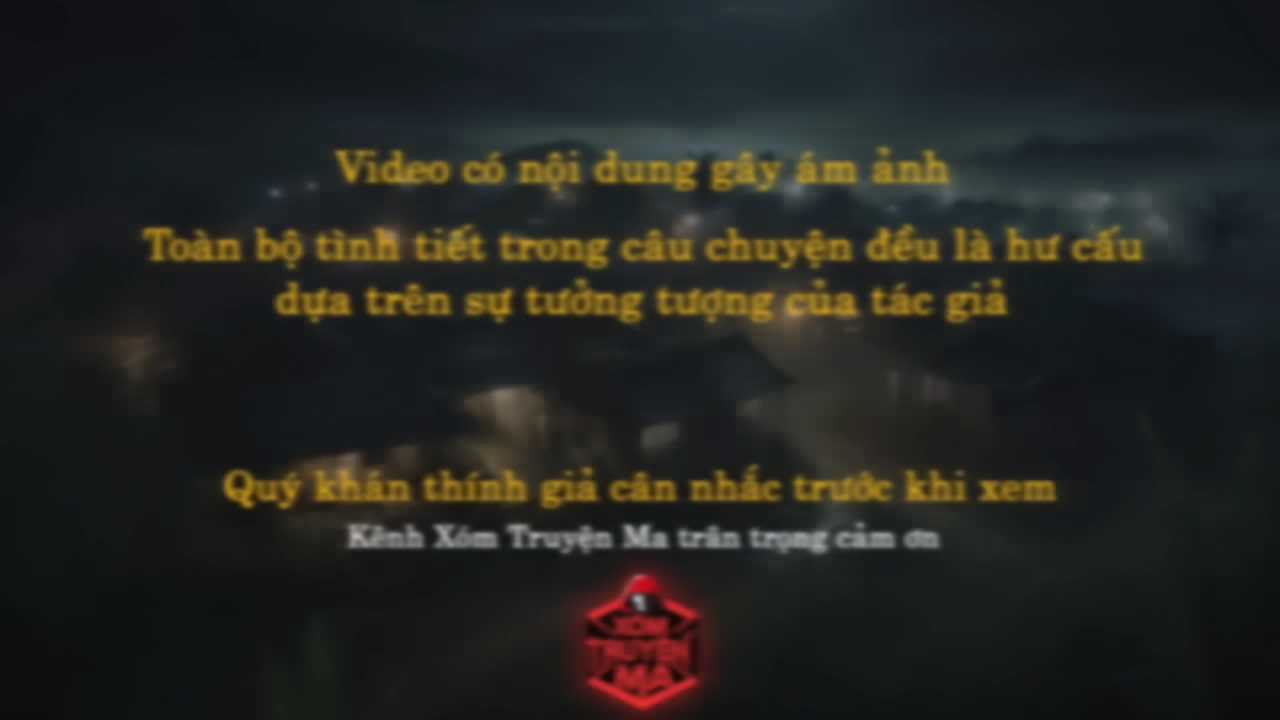 Video có nội dung gây ám ảnh
Toàn bộ tình tiết trong câu chuyện đều là hư cấu
dựa trên sự tưởng tượng của tác giả
Quý khán thính giả cân nhắc trước khi xem
Kênh Xóm Truyện Ma trân trọng cảm ơn
XÓM
TRUYỆN
MA